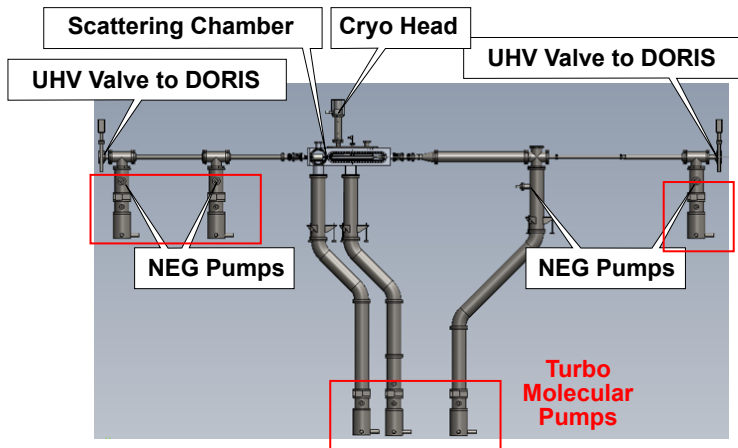 Scattering Chamber
Cryo Head
UHV Valve to DORIS
UHV Valve to DORIS
NEG Pumps
NEG Pumps
Turbo
Molecular
Pumps